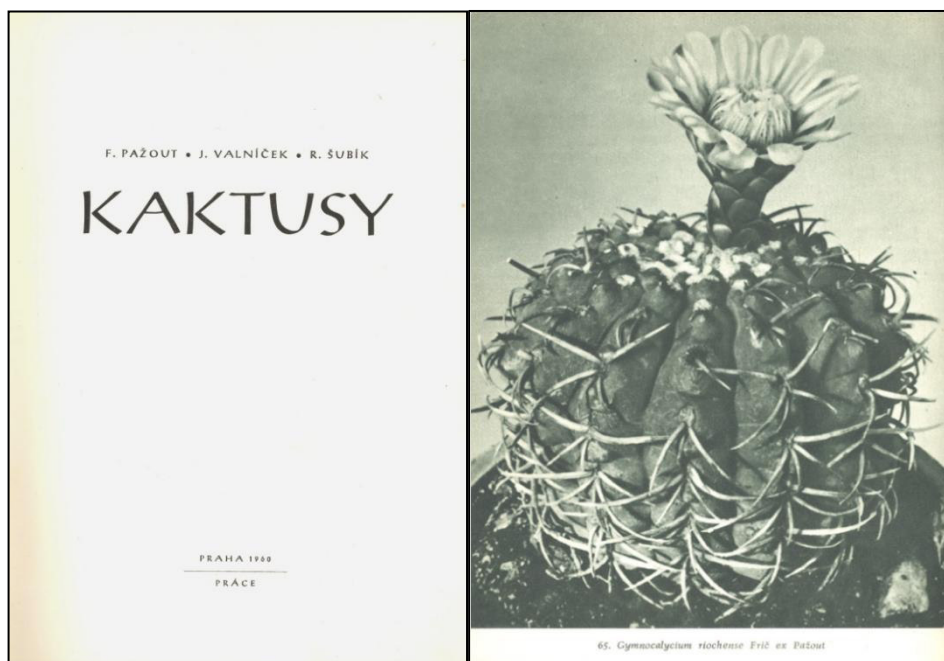 F. PAŽOUT • J. VALNÍČEK • R. ŠUBÍK
KAKTUSY
PRAHA 1960
PRÁCE
65. Gymnocalycium riochense Frič ex Pažout